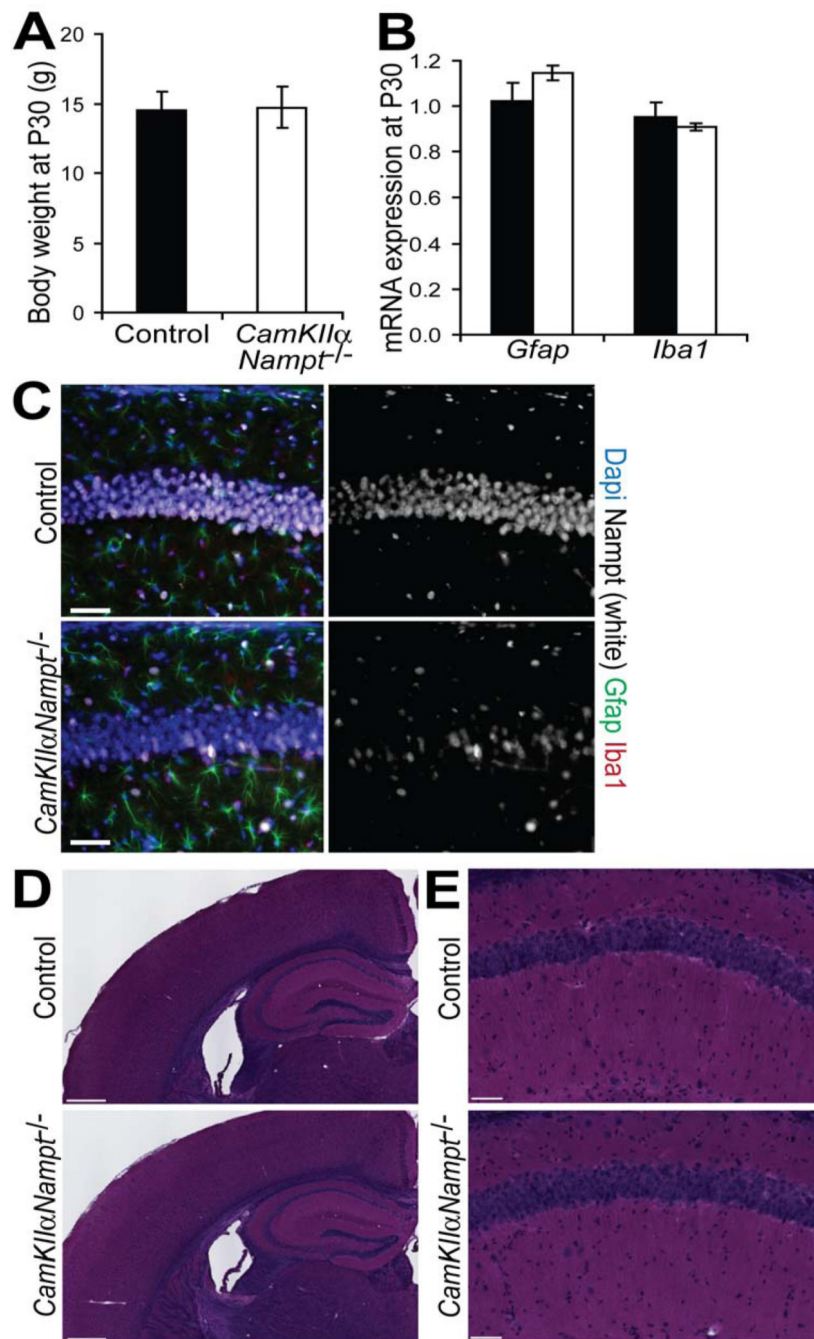 A
Body weight at P30 (g)
20
15
10
5
0
Control
CamKIIα
Nampt⁻/⁻
B
mRNA expression at P30
1.2
1.0
0.8
0.6
0.4
0.2
0.0
Gfap
Iba1
C
Control
CamKIIαNampt⁻/⁻
Dapi Nampt (white) Gfap Iba1
D
Control
CamKIIαNampt⁻/⁻
E
Control
CamKIIαNampt⁻/⁻